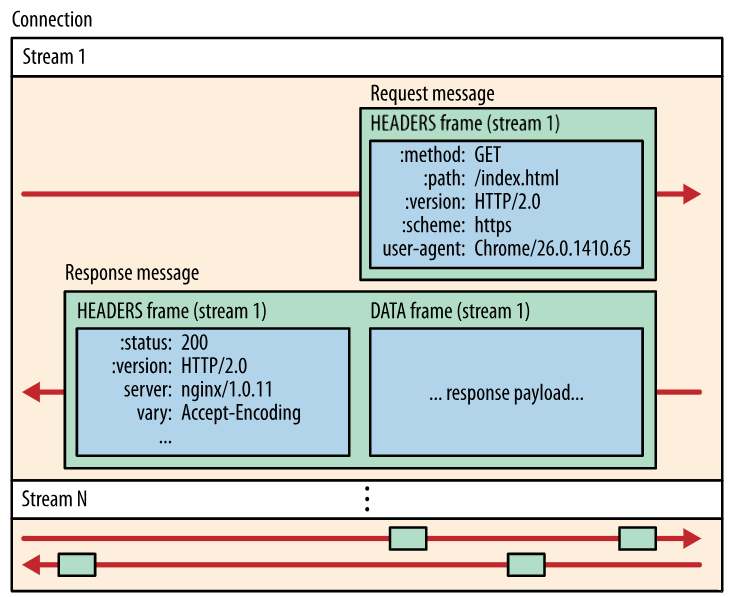 Connection
Stream 1
Request message
HEADERS frame (stream 1)
:method: GET
:path: /index.html
:version: HTTP/2.0
:scheme: https
user-agent: Chrome/26.0.1410.65
Response message
HEADERS frame (stream 1)
:status: 200
:version: HTTP/2.0
server: nginx/1.0.11
vary: Accept-Encoding
...
DATA frame (stream 1)
... response payload...
Stream N